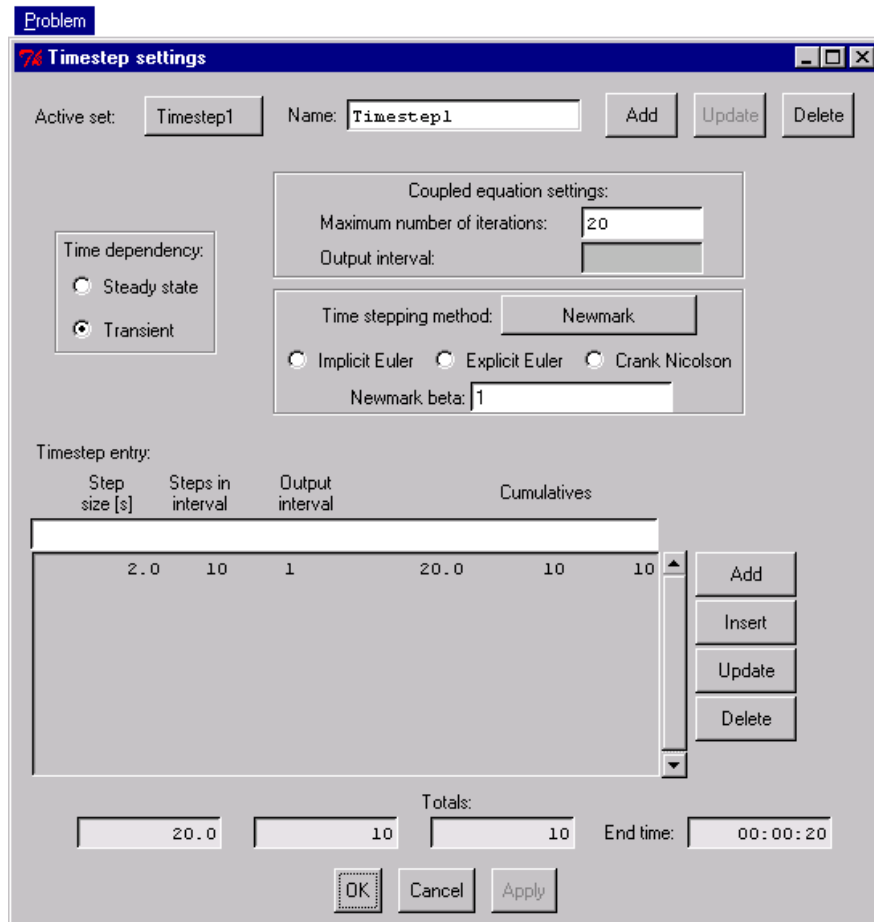 Problem
Timestep settings
Active set: Timestep1 Name: Timestep1 Add Update Delete
Coupled equation settings:
Maximum number of iterations: 20
Output interval:
Time dependency:
Steady state
Transient
Time stepping method: Newmark
Implicit Euler Explicit Euler Crank Nicolson
Newmark beta: 1
Timestep entry:
Step Steps in Output
size [s] interval interval Cumulatives
2.0 10 1 20.0 10 10
Add
Insert
Update
Delete
Totals:
20.0 10 10 End time: 00:00:20
OK Cancel Apply